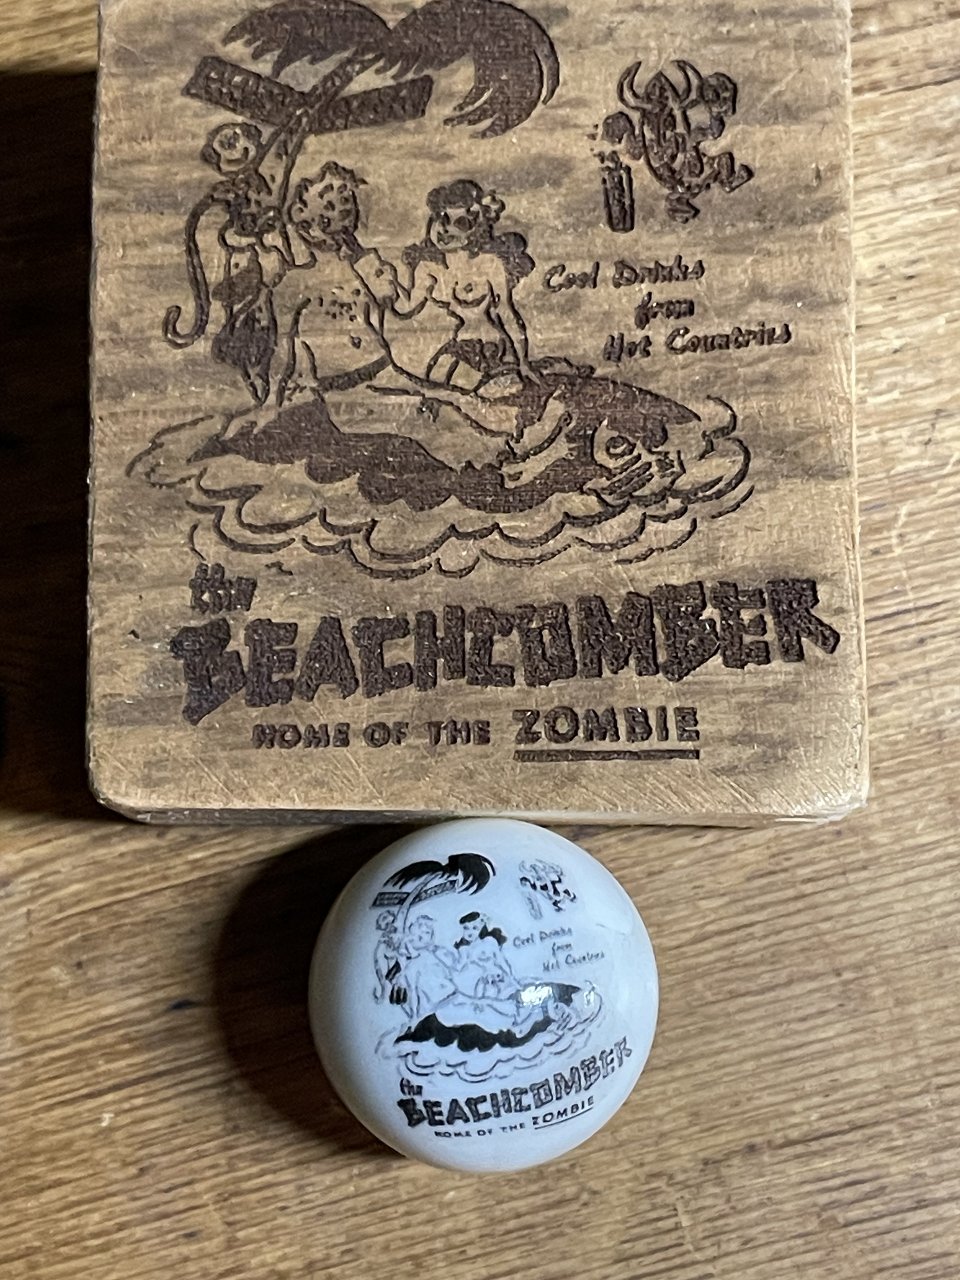 Cool Drinks
from
Hot Countries
the
BEACHCOMBER
HOME OF THE ZOMBIE
Cool Drinks
from
Hot Countries
the
BEACHCOMBER
HOME OF THE ZOMBIE